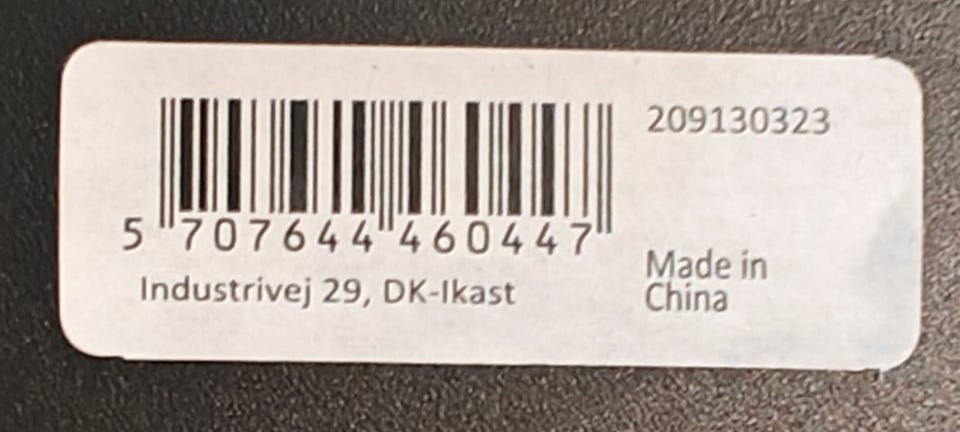 209130323
5 707644 460447
Industrivej 29, DK-Ikast
Made in
China